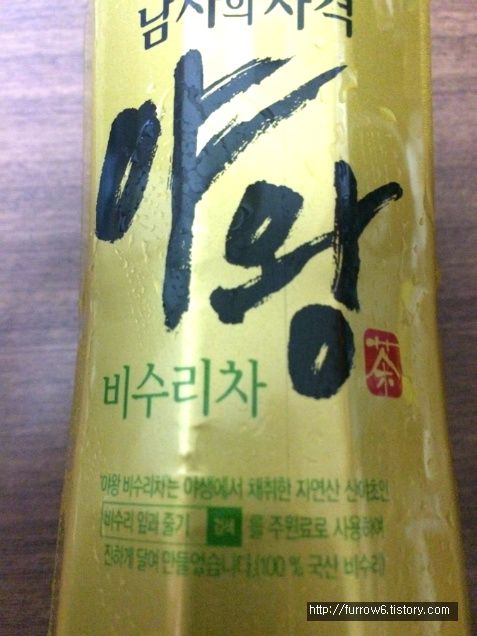 남자의 자격
야왕
茶
비수리차
'야왕 비수리차는 야생에서 채취한 자연산 산야초인
비수리 잎과 줄기 를 주원료로 사용하여
진하게 달여 만들었습니다.(100 % 국산 비수리)
http://furrow6.tistory.com